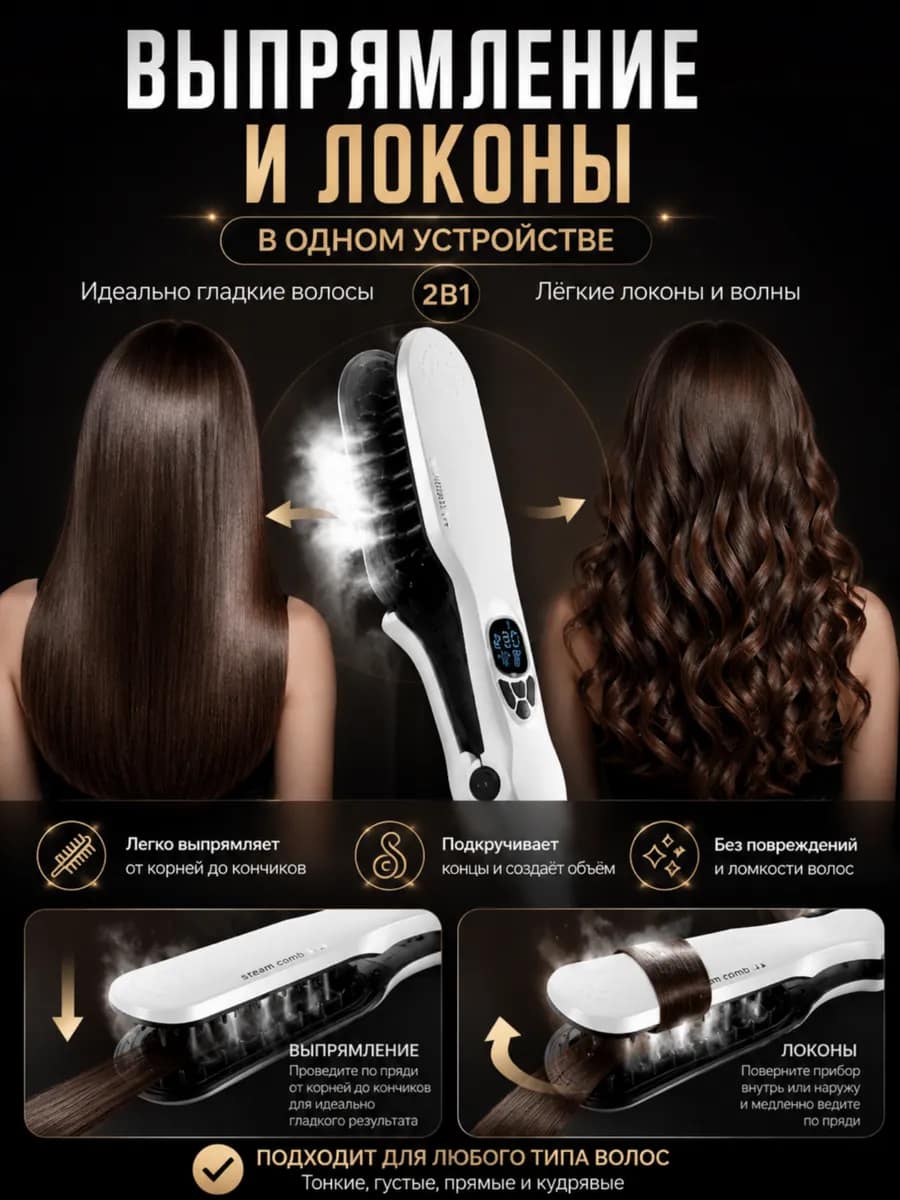 ВЫПРЯМЛЕНИЕ
И ЛОКОНЫ
В ОДНОМ УСТРОЙСТВЕ
Идеально гладкие волосы
2В1
Лёгкие локоны и волны
Легко выпрямляет
от корней до кончиков
Подкручивает
концы и создаёт объём
Без повреждений
и ломкости волос
steam comb
ВЫПРЯМЛЕНИЕ
Проведите по пряди
от корней до кончиков
для идеально
гладкого результата
comb
ЛОКОНЫ
Поверните прибор
внутрь или наружу
и медленно ведите
по пряди
ПОДХОДИТ ДЛЯ ЛЮБОГО ТИПА ВОЛОС
Тонкие, густые, прямые и кудрявые